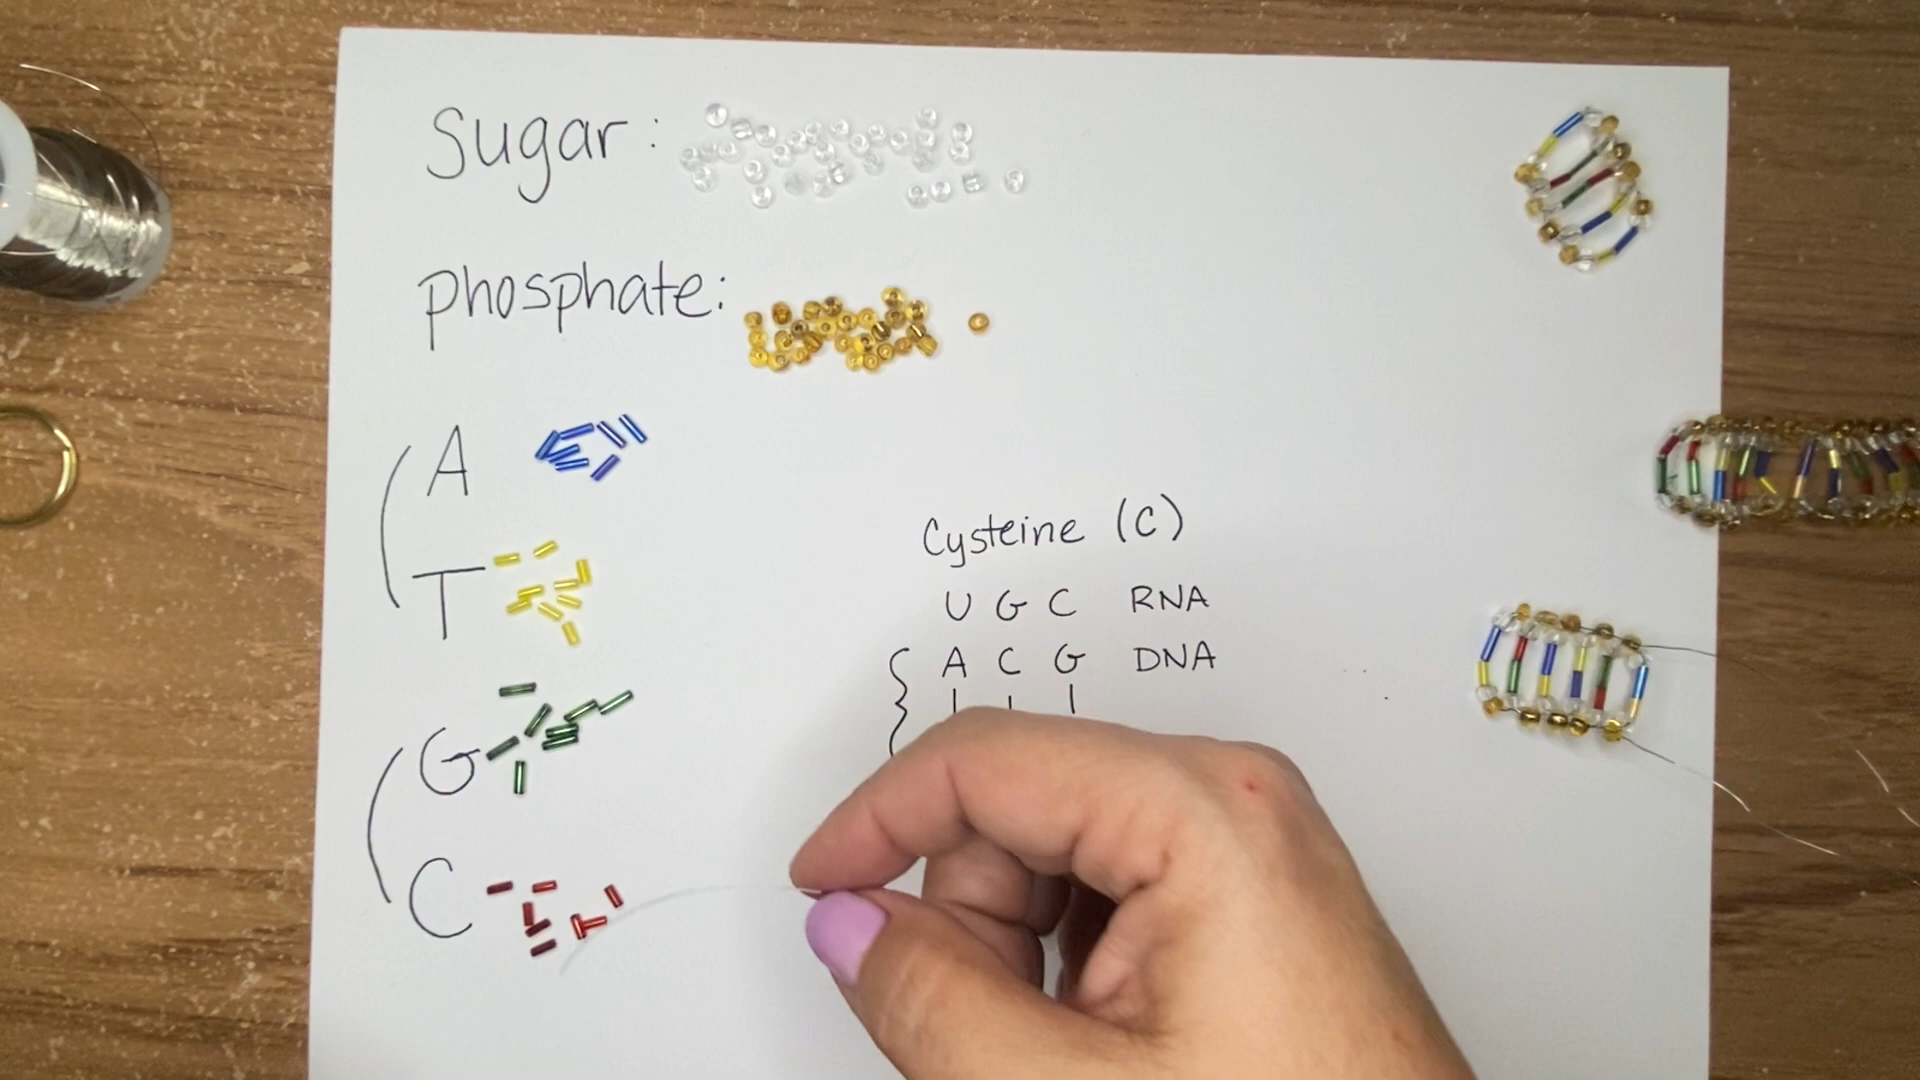 Sugar:
phosphate:
A
T
G
C
Cysteine (C)
U G C RNA
A C G DNA